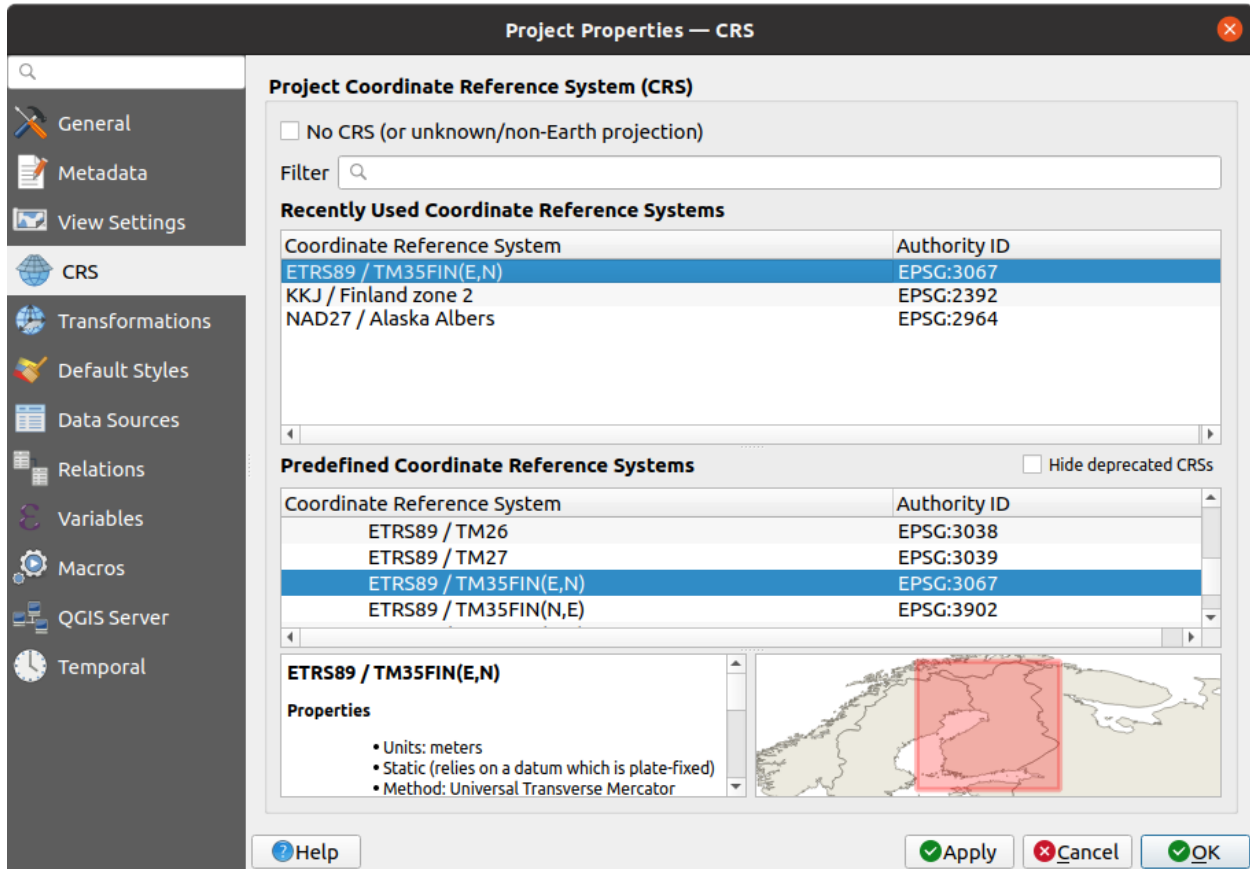 Project Properties — CRS
General
Metadata
View Settings
CRS
Transformations
Default Styles
Data Sources
Relations
Variables
Macros
QGIS Server
Temporal
Project Coordinate Reference System (CRS)
No CRS (or unknown/non-Earth projection)
Filter
Recently Used Coordinate Reference Systems
Coordinate Reference System Authority ID
ETRS89 / TM35FIN(E,N) EPSG:3067
KKJ / Finland zone 2 EPSG:2392
NAD27 / Alaska Albers EPSG:2964
Predefined Coordinate Reference Systems Hide deprecated CRSs
Coordinate Reference System Authority ID
ETRS89 / TM26 EPSG:3038
ETRS89 / TM27 EPSG:3039
ETRS89 / TM35FIN(E,N) EPSG:3067
ETRS89 / TM35FIN(N,E) EPSG:3902
ETRS89 / TM35FIN(E,N)
Properties
• Units: meters
• Static (relies on a datum which is plate-fixed)
• Method: Universal Transverse Mercator
Help Apply Cancel OK